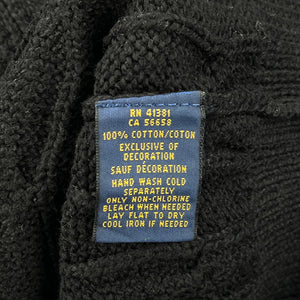 RN 41381
CA 56658
100% COTTON/COTON
EXCLUSIVE OF
DECORATION
SAUF DÉCORATION
HAND WASH COLD
SEPARATELY
ONLY NON-CHLORINE
BLEACH WHEN NEEDED
LAY FLAT TO DRY
COOL IRON IF NEEDED